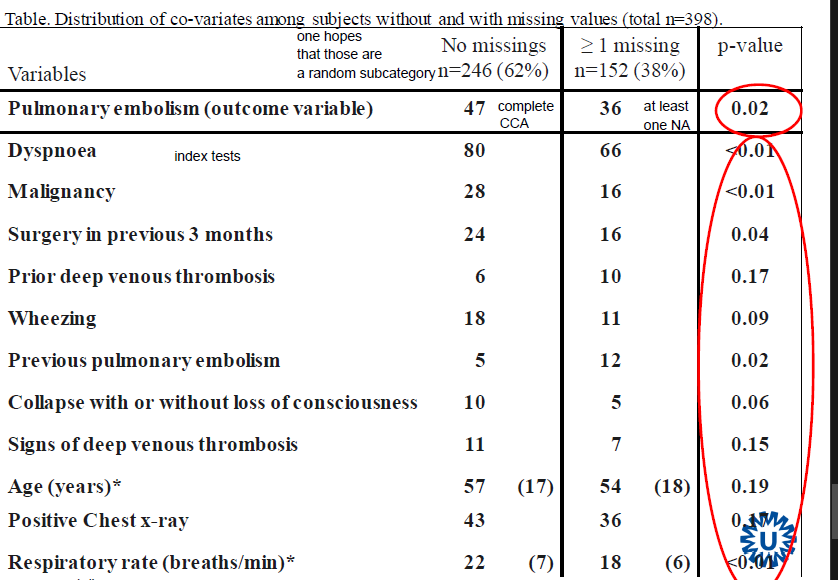 Table. Distribution of co-variates among subjects without and with missing values (total n=398).
one hopes
that those are
a random subcategory
Variables No missings n=246 (62%) ≥ 1 missing n=152 (38%) p-value
Pulmonary embolism (outcome variable) 47 complete CCA 36 at least one NA 0.02
Dyspnoea index tests 80 66 <0.01
Malignancy 28 16 <0.01
Surgery in previous 3 months 24 16 0.04
Prior deep venous thrombosis 6 10 0.17
Wheezing 18 11 0.09
Previous pulmonary embolism 5 12 0.02
Collapse with or without loss of consciousness 10 5 0.06
Signs of deep venous thrombosis 11 7 0.15
Age (years)* 57 (17) 54 (18) 0.19
Positive Chest x-ray 43 36
Respiratory rate (breaths/min)* 22 (7) 18 (6) <0.01
U